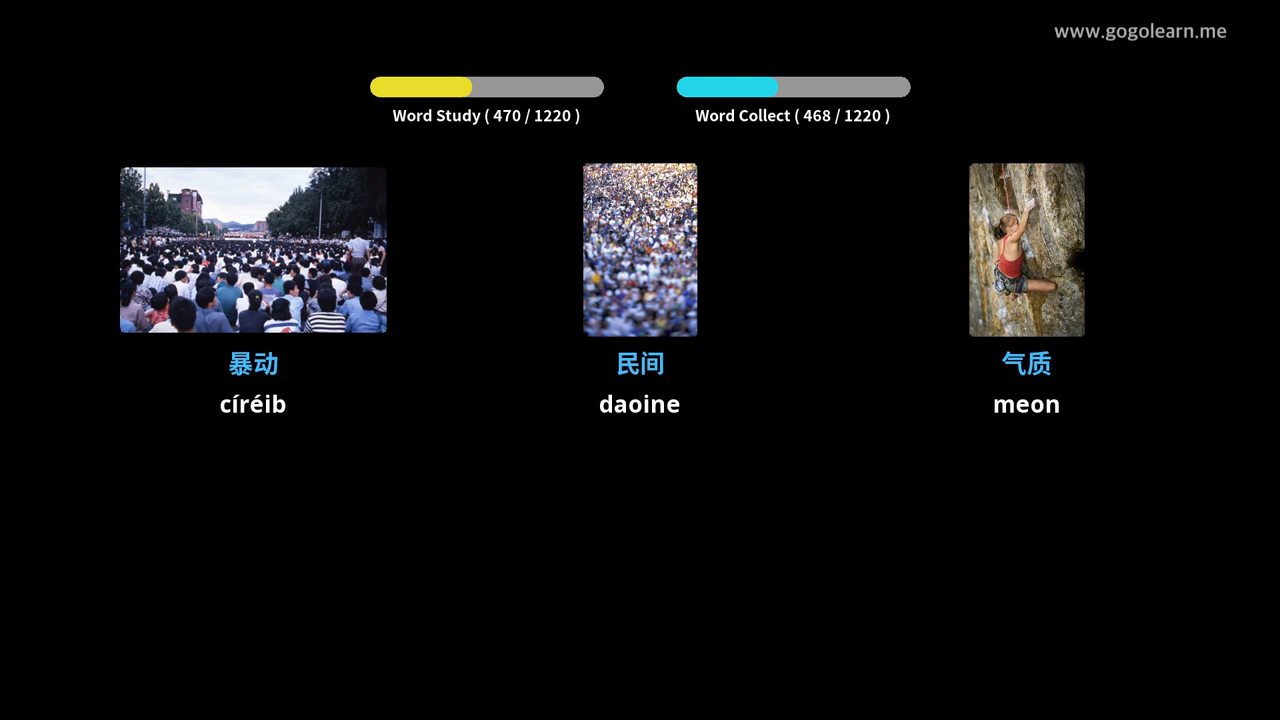 www.gogolearn.me
Word Study ( 470 / 1220 )
Word Collect ( 468 / 1220 )
暴动
círéib
民间
daoine
气质
meon